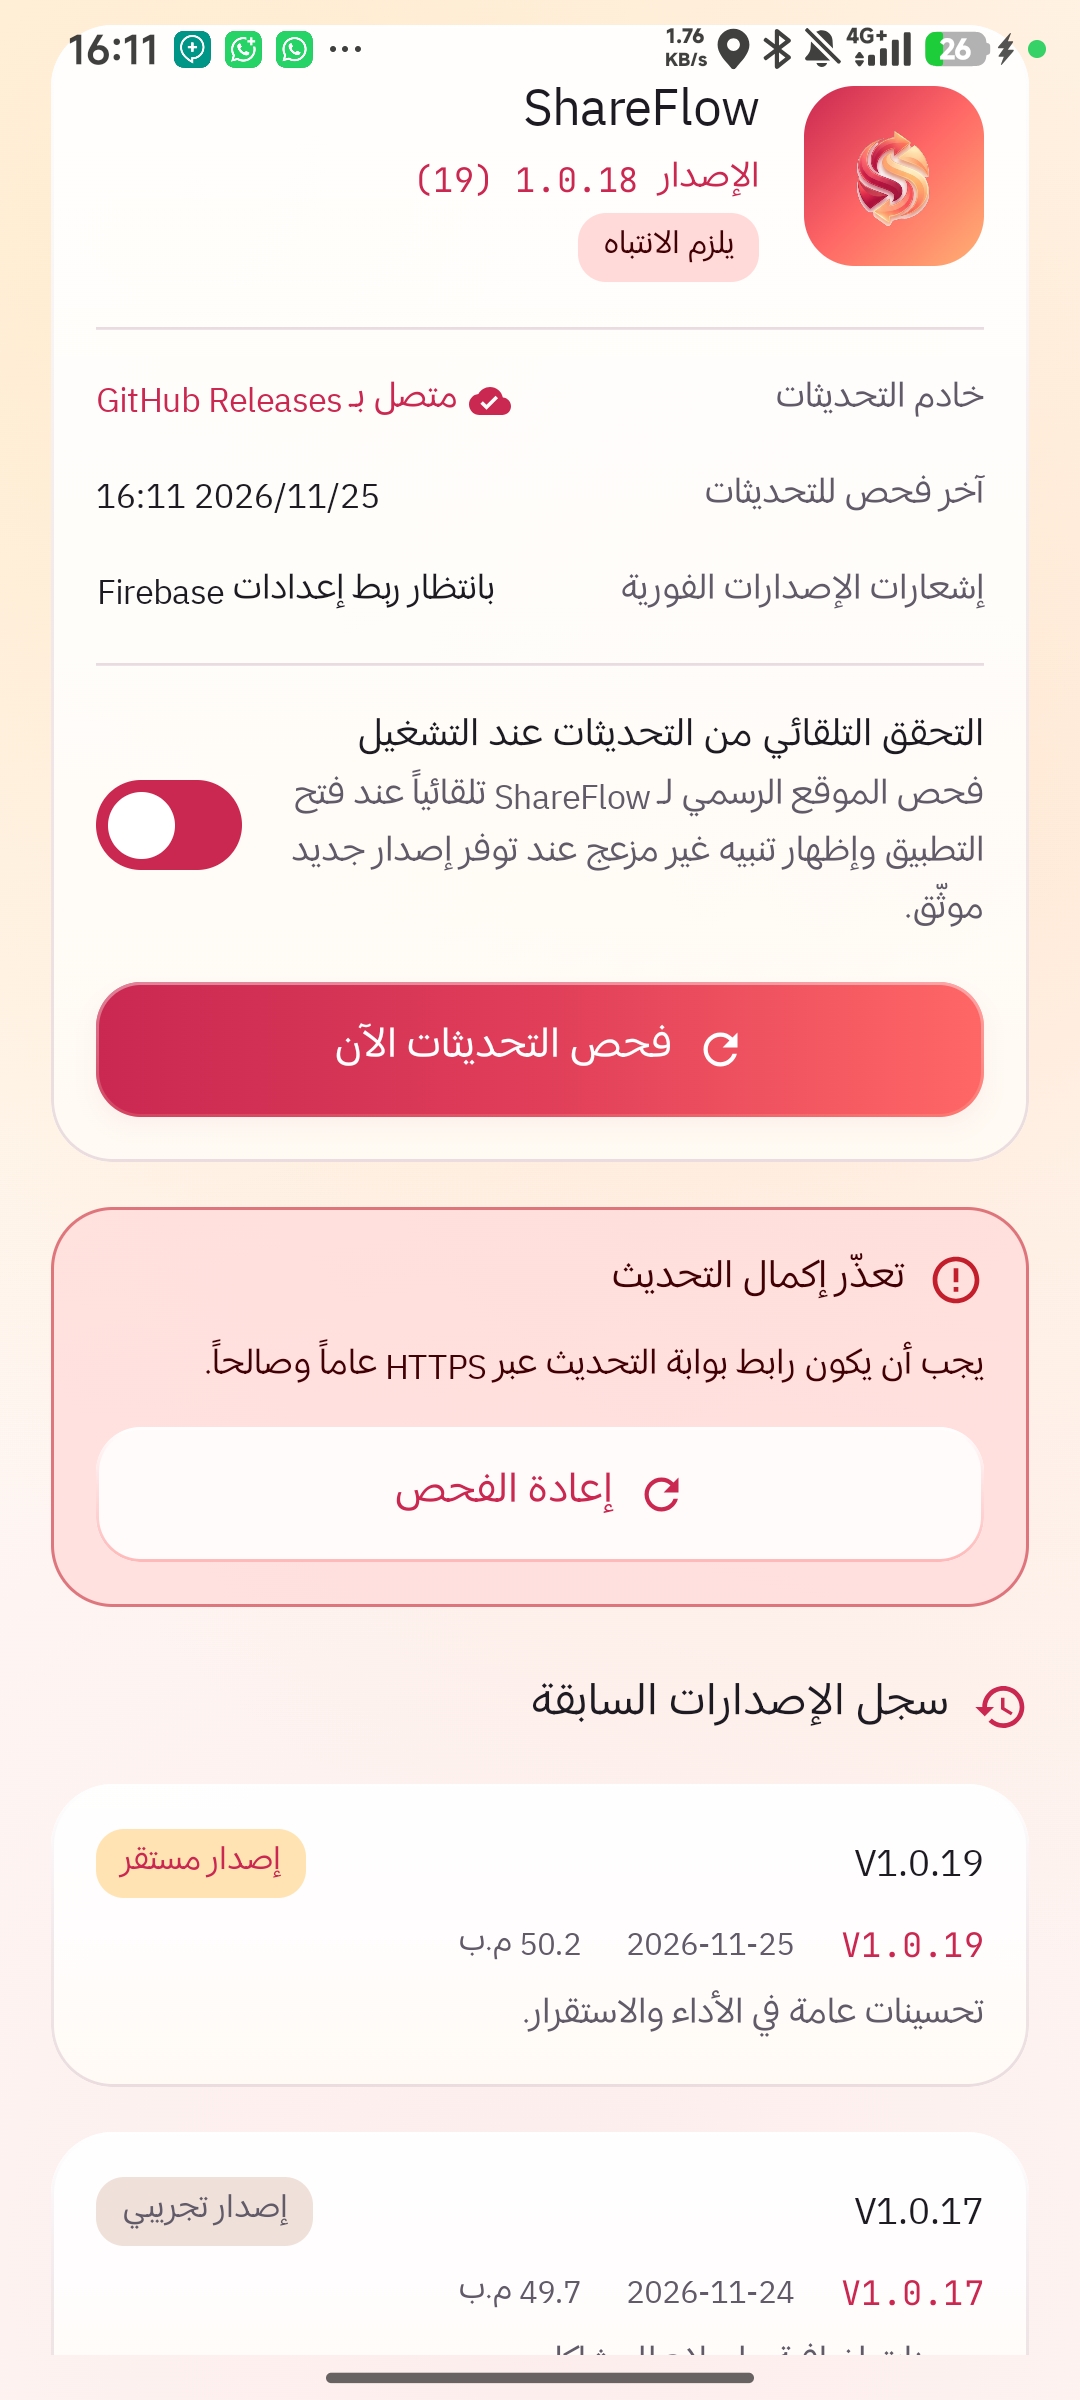 16:11
1.76 KB/s
4G+
26
ShareFlow
الإصدار 1.0.18 (19)
يلزم الانتباه
خادم التحديثات
متصل بـ GitHub Releases
آخر فحص للتحديثات
16:11 2026/11/25
إشعارات الإصدارات الفورية
بانتظار ربط إعدادات Firebase
التحقق التلقائي من التحديثات عند التشغيل
فحص الموقع الرسمي لـ ShareFlow تلقائياً عند فتح
التطبيق وإظهار تنبيه غير مزعج عند توفر إصدار جديد
موثّق.
فحص التحديثات الآن
تعذّر إكمال التحديث
يجب أن يكون رابط بوابة التحديث عبر HTTPS عاماً وصالحاً.
إعادة الفحص
سجل الإصدارات السابقة
V1.0.19
إصدار مستقر
V1.0.19 2026-11-25 50.2 م.ب
تحسينات عامة في الأداء والاستقرار.
V1.0.17
إصدار تجريبي
V1.0.17 2026-11-24 49.7 م.ب